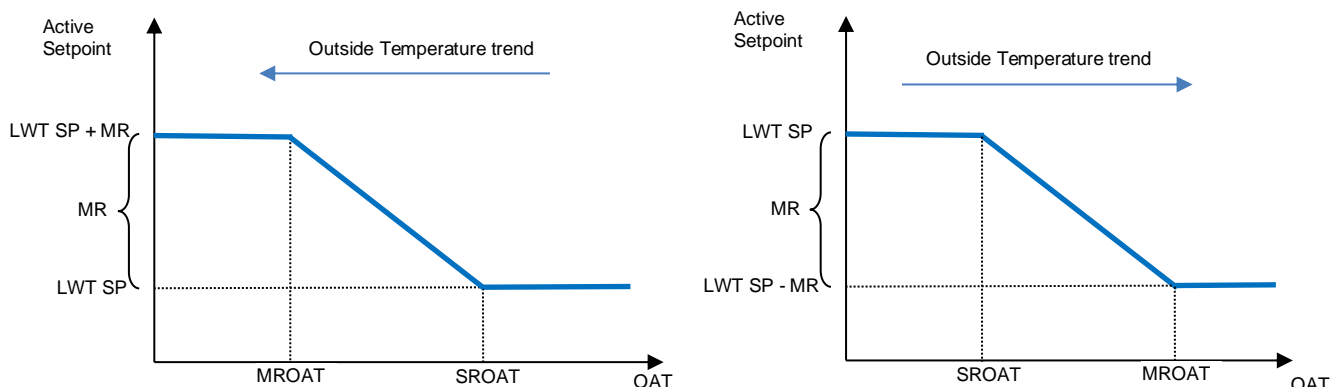 Active
Setpoint
Outside Temperature trend
LWT SP + MR
MR
LWT SP
MROAT
SROAT
OAT
Active
Setpoint
Outside Temperature trend
LWT SP
MR
LWT SP - MR
SROAT
MROAT
OAT